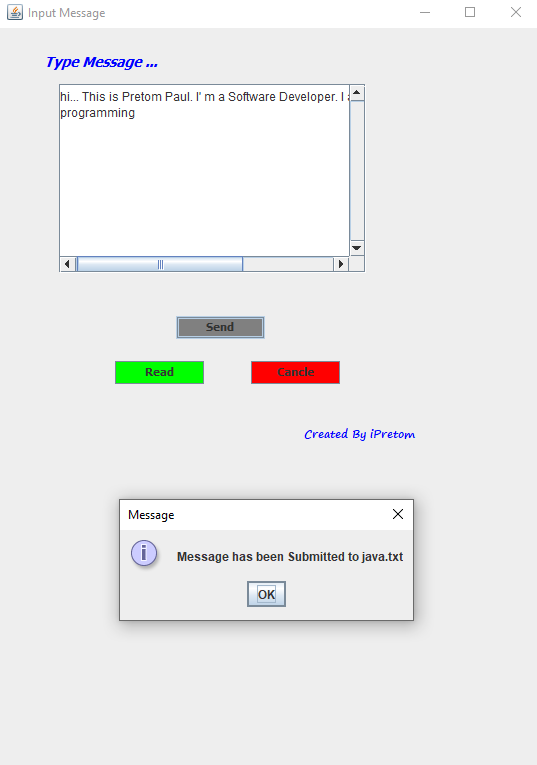 Input Message
Type Message ...
hi... This is Pretom Paul. I' m a Software Developer. I
programming
Send
Read
Cancle
Created By iPretom
Message
Message has been Submitted to java.txt
OK